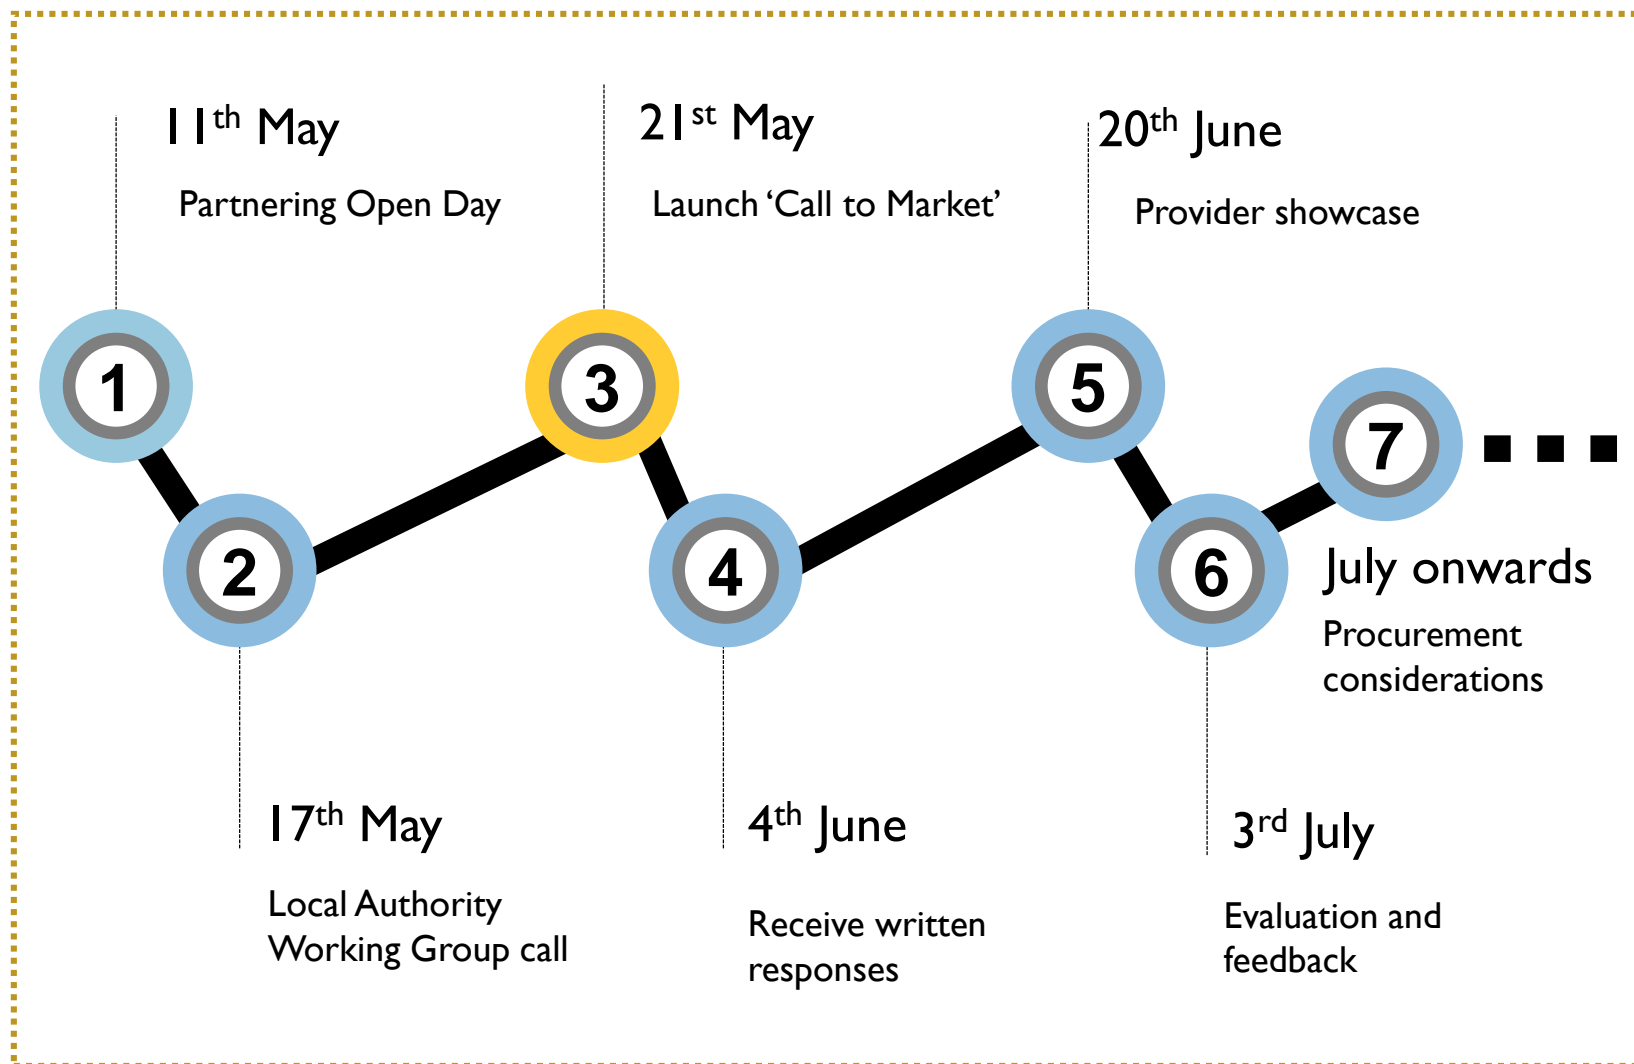 11th May
Partnering Open Day
21st May
Launch ‘Call to Market’
20th June
Provider showcase
1
3
5
7
2
4
6
July onwards
Procurement
considerations
17th May
Local Authority
Working Group call
4th June
Receive written
responses
3rd July
Evaluation and
feedback